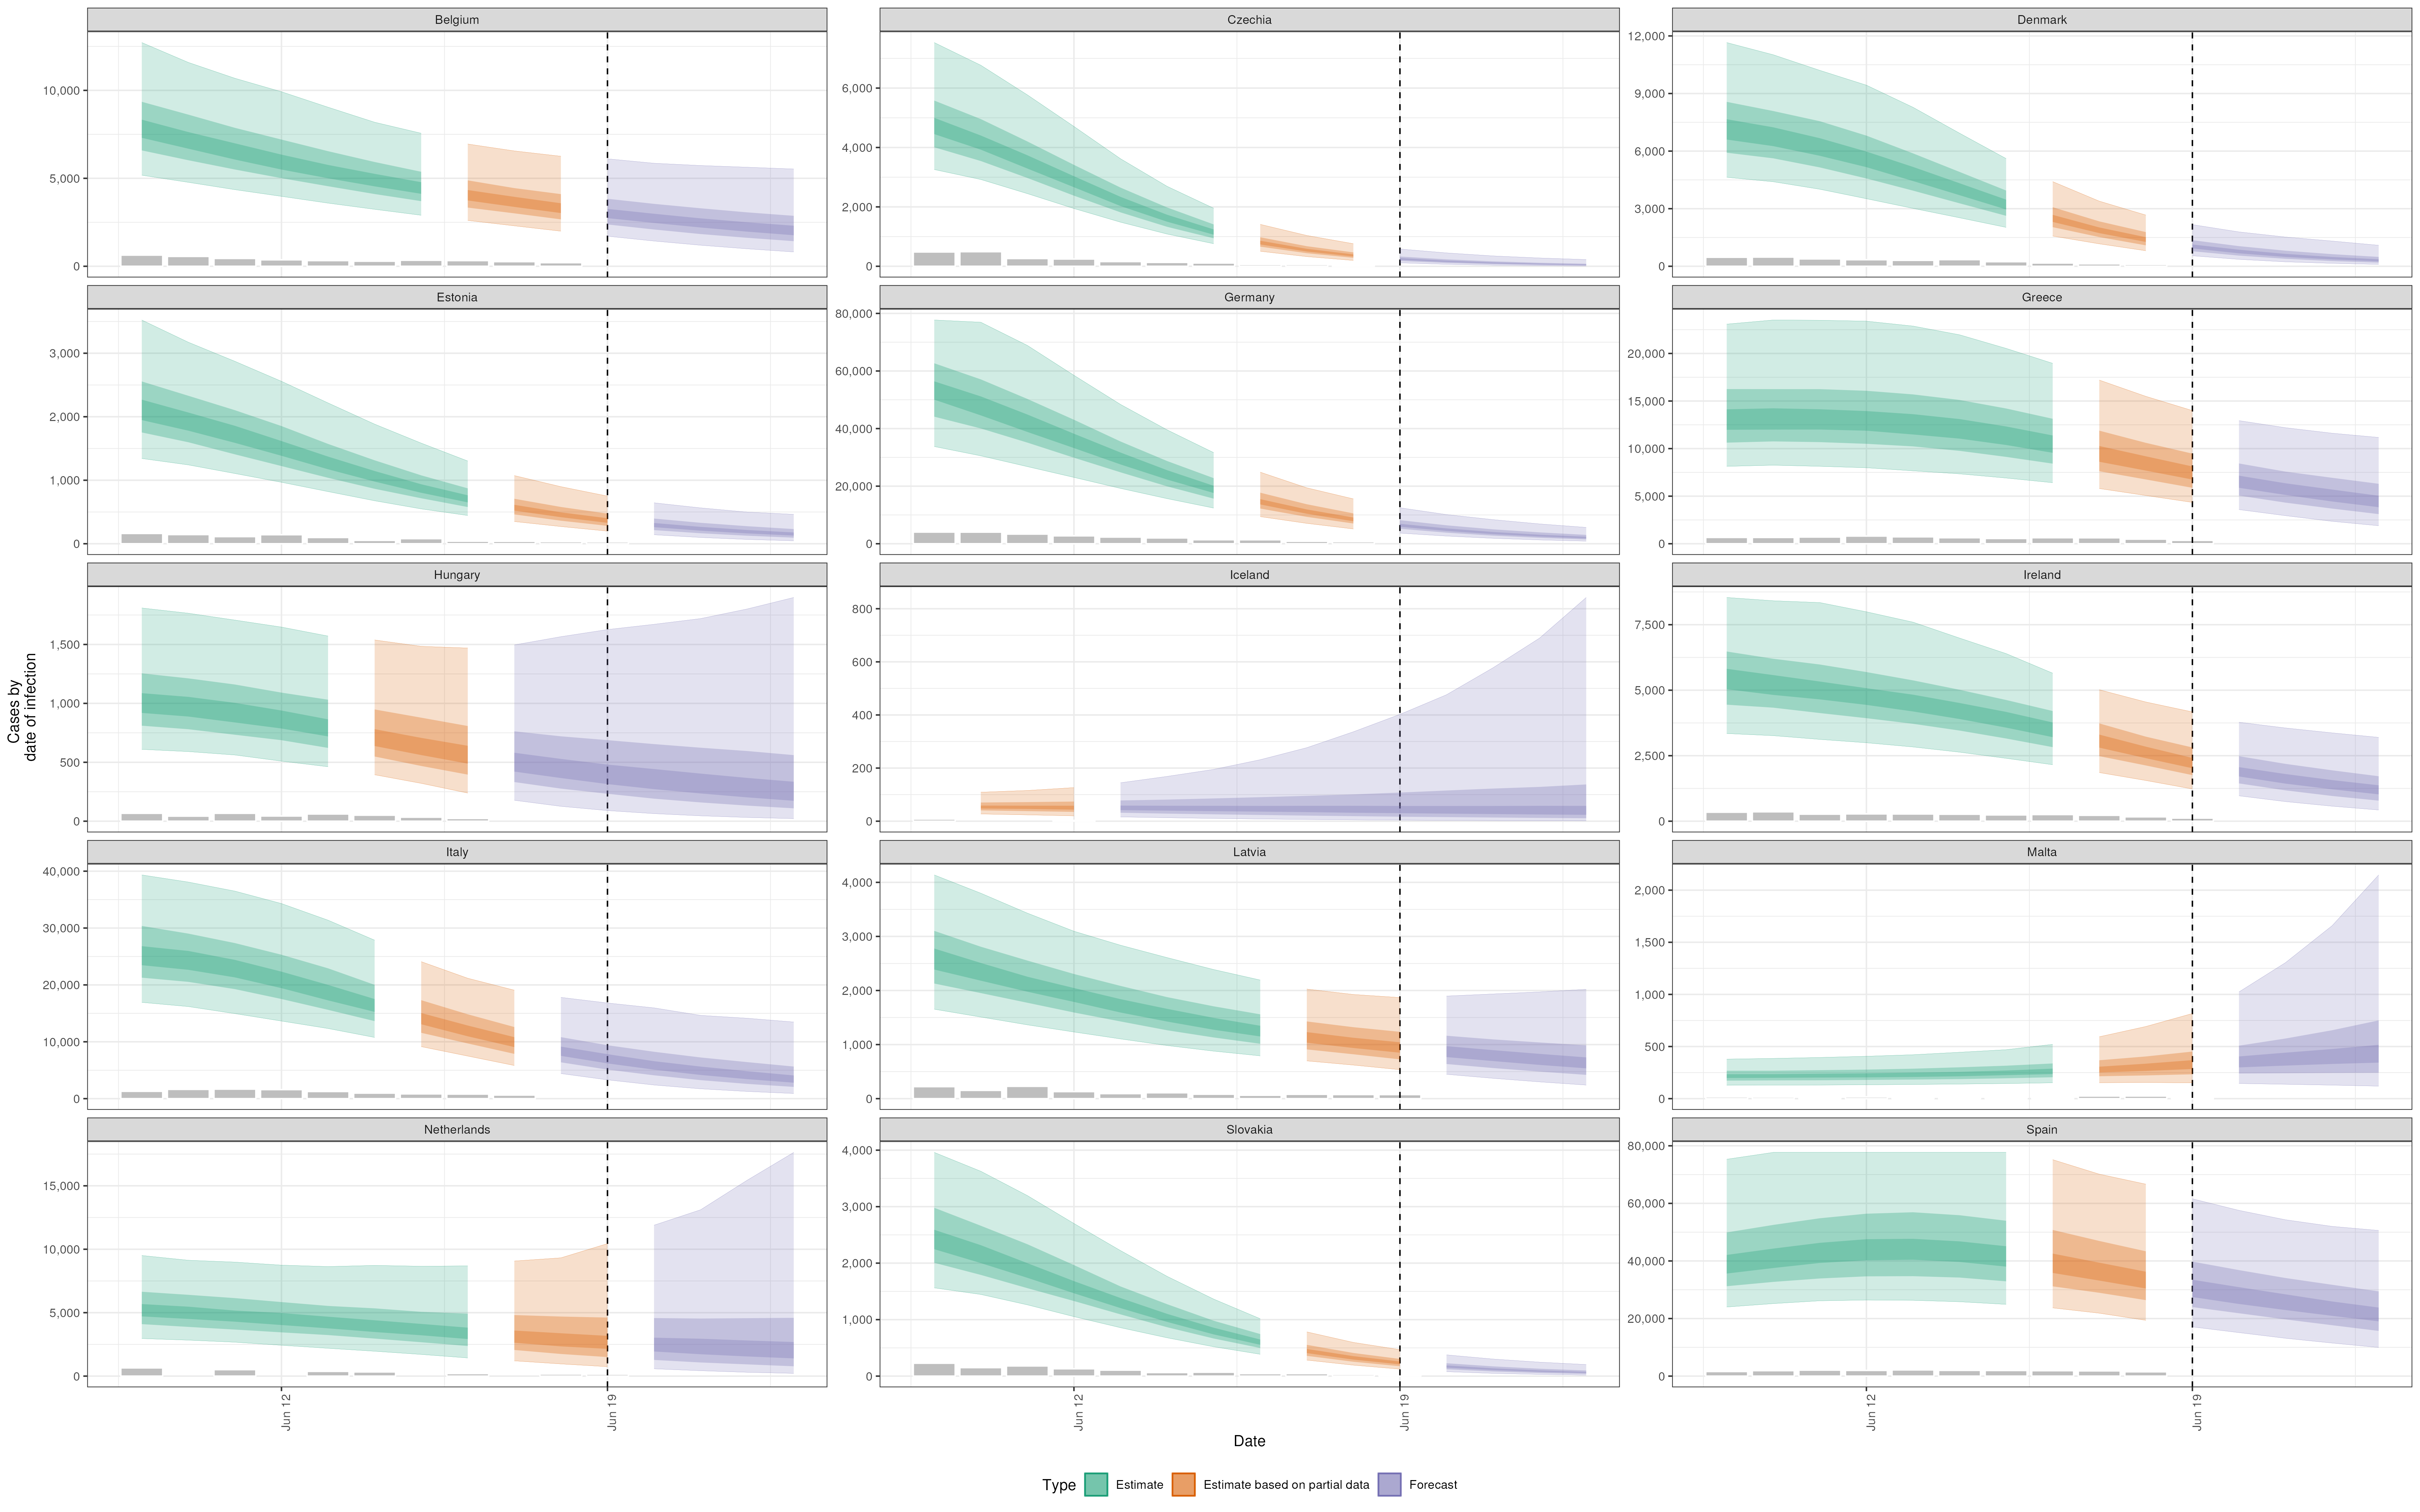 Belgium
Czechia
Denmark
10,000
5,000
0
6,000
4,000
2,000
0
12,000
9,000
6,000
3,000
0
Estonia
Germany
Greece
3,000
2,000
1,000
0
80,000
60,000
40,000
20,000
0
20,000
15,000
10,000
5,000
0
Hungary
Iceland
Ireland
1,500
1,000
500
0
800
600
400
200
0
7,500
5,000
2,500
0
Cases by
date of infection
Italy
Latvia
Malta
40,000
30,000
20,000
10,000
0
4,000
3,000
2,000
1,000
0
2,000
1,500
1,000
500
0
Netherlands
Slovakia
Spain
15,000
10,000
5,000
0
4,000
3,000
2,000
1,000
0
80,000
60,000
40,000
20,000
0
Jun 12
Jun 19
Jun 12
Jun 19
Jun 12
Jun 19
Date
Type Estimate Estimate based on partial data Forecast